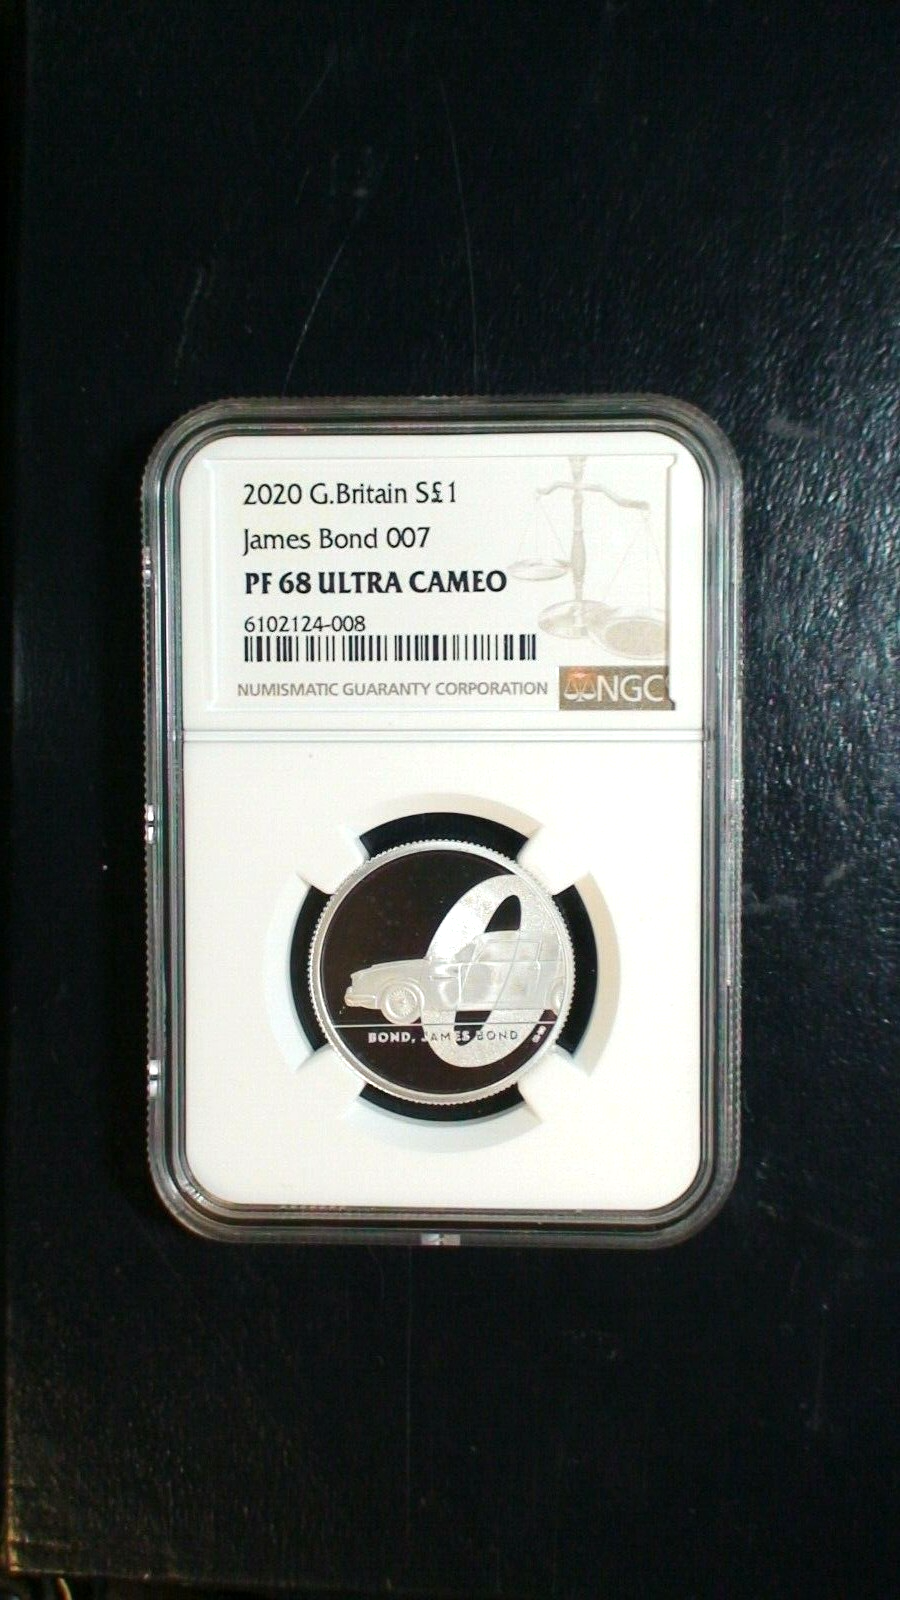 2020 G.Britain S£1
James Bond 007
PF 68 ULTRA CAMEO
6102124-008
NUMISMATIC GUARANTY CORPORATION
NGC
BOND, JAMES BOND